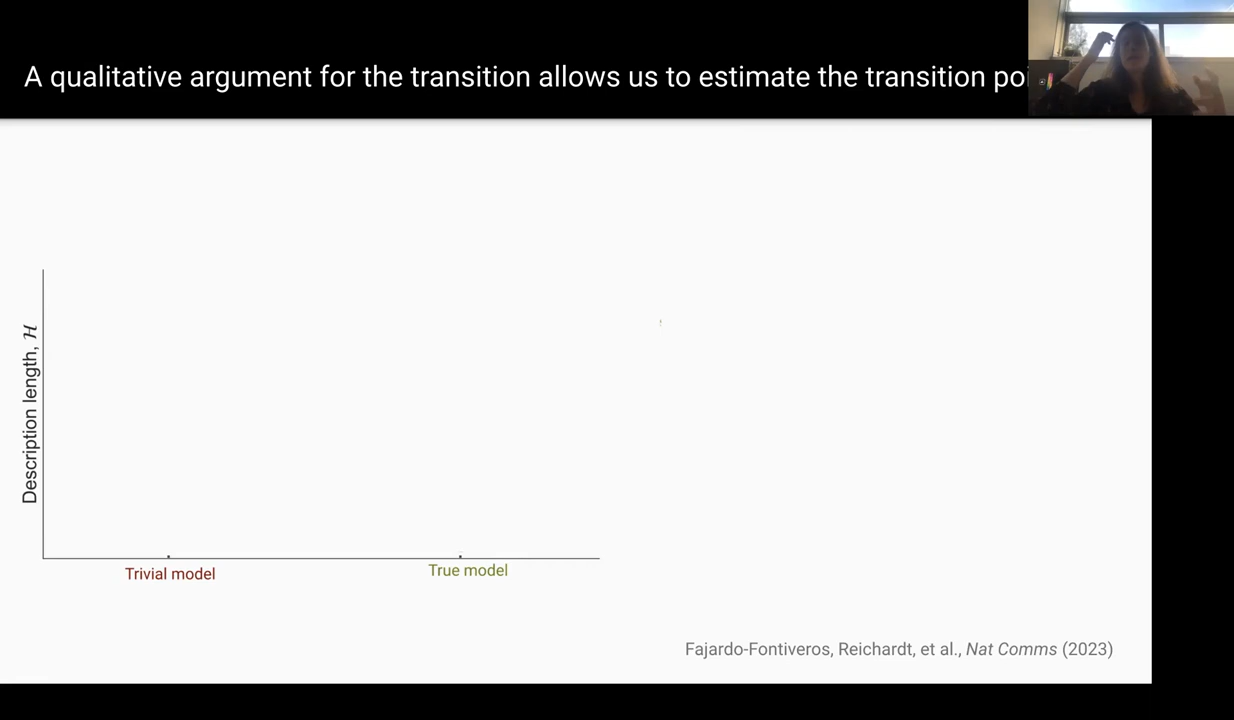 A qualitative argument for the transition allows us to estimate the transition
Description length, ℋ
Trivial model
True model
Fajardo-Fontiveros, Reichardt, et al., Nat Comms (2023)